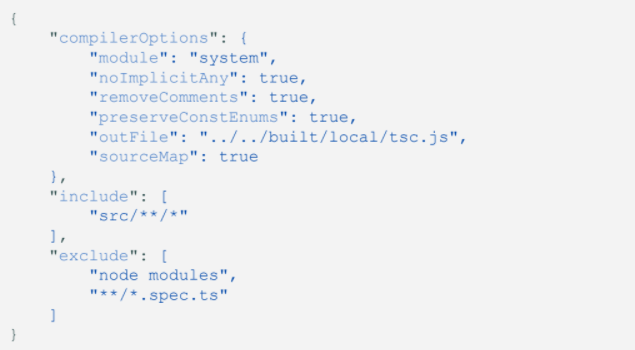 {
    "compilerOptions": {
        "module": "system",
        "noImplicitAny": true,
        "removeComments": true,
        "preserveConstEnums": true,
        "outFile": "../../built/local/tsc.js",
        "sourceMap": true
    },
    "include": [
        "src/**/*"
    ],
    "exclude": [
        "node modules",
        "**/*.spec.ts"
    ]
}